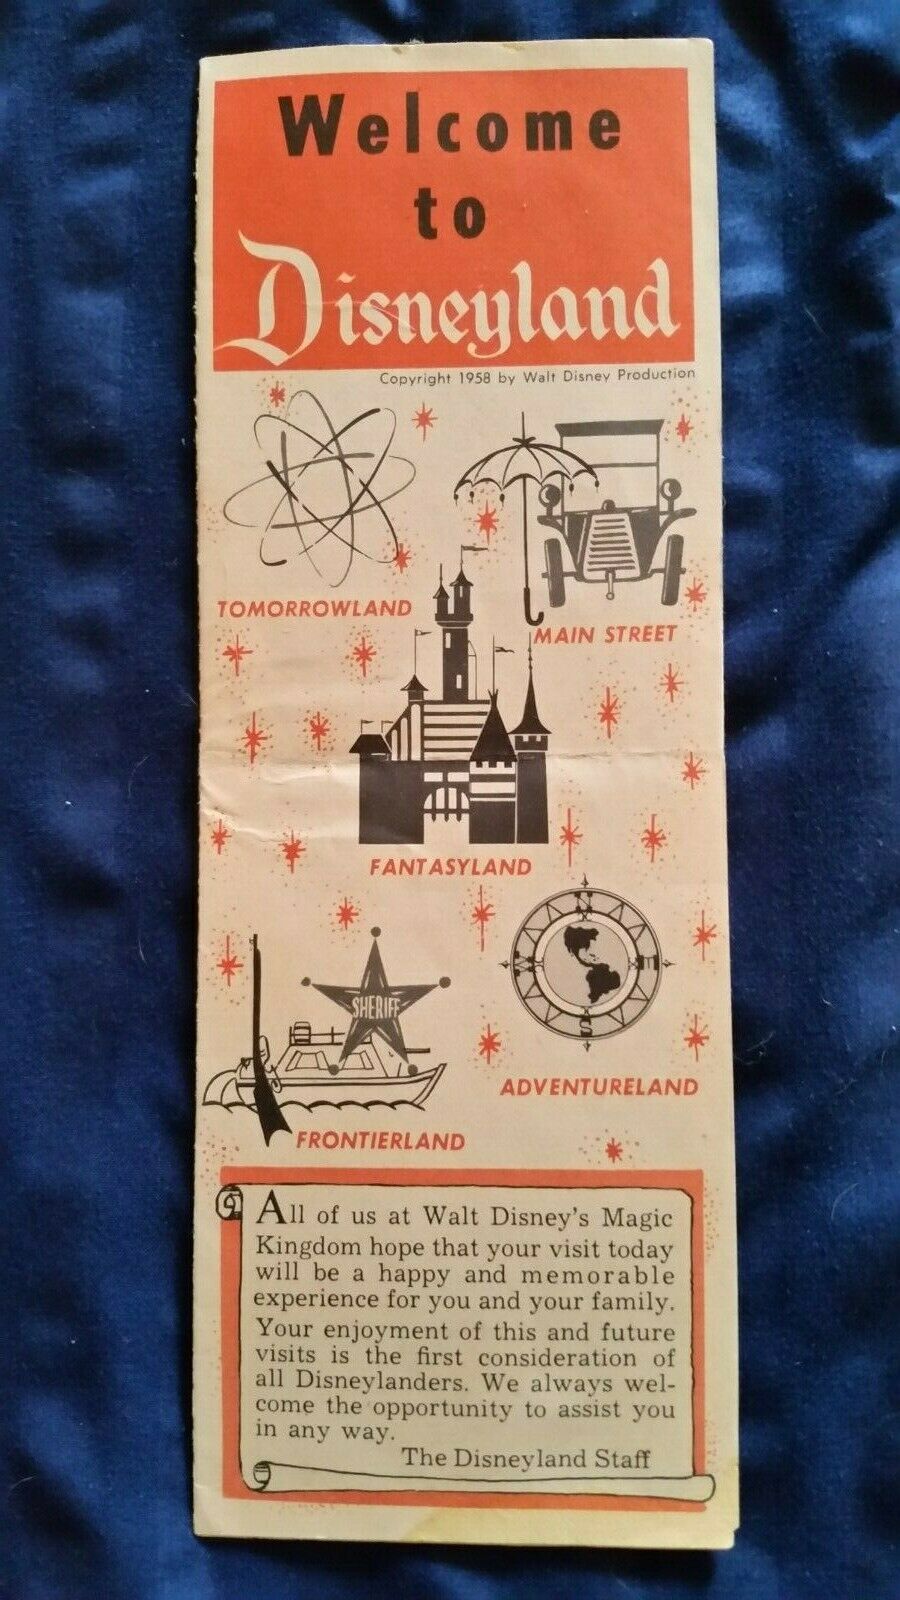 Welcome
to
Disneyland
Copyright 1958 by Walt Disney Production
TOMORROWLAND
MAIN STREET
FANTASYLAND
SHERIFF
N
W
E
S
ADVENTURELAND
FRONTIERLAND
All of us at Walt Disney's Magic
Kingdom hope that your visit today
will be a happy and memorable
experience for you and your family.
Your enjoyment of this and future
visits is the first consideration of
all Disneylanders. We always wel-
come the opportunity to assist you
in any way.
The Disneyland Staff